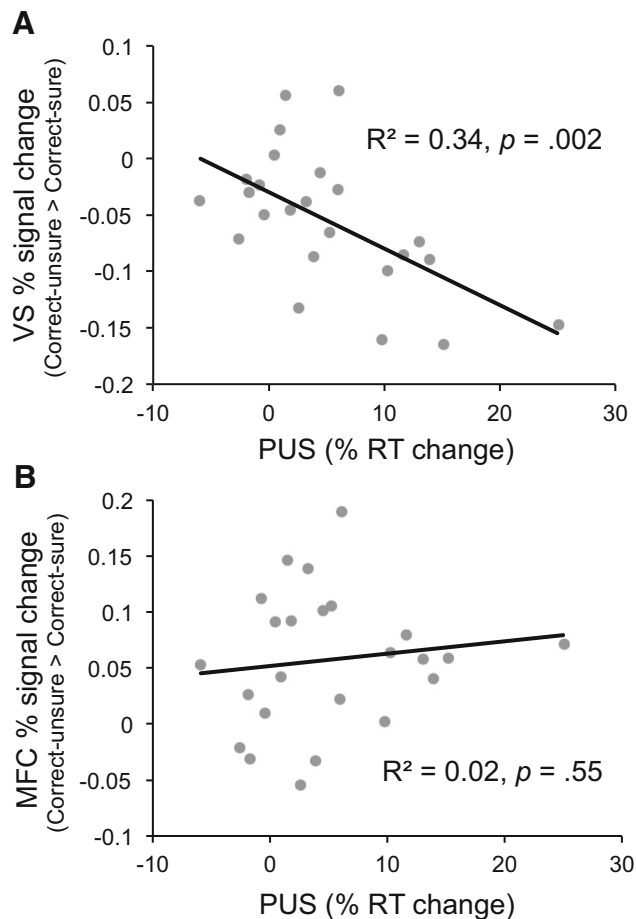 A
VS % signal change
(Correct-unsure > Correct-sure)
0.1
0.05
0
-0.05
-0.1
-0.15
-0.2
R² = 0.34, p = .002
-10 0 10 20 30
PUS (% RT change)
B
MFC % signal change
(Correct-unsure > Correct-sure)
0.2
0.15
0.1
0.05
0
-0.05
-0.1
R² = 0.02, p = .55
-10 0 10 20 30
PUS (% RT change)